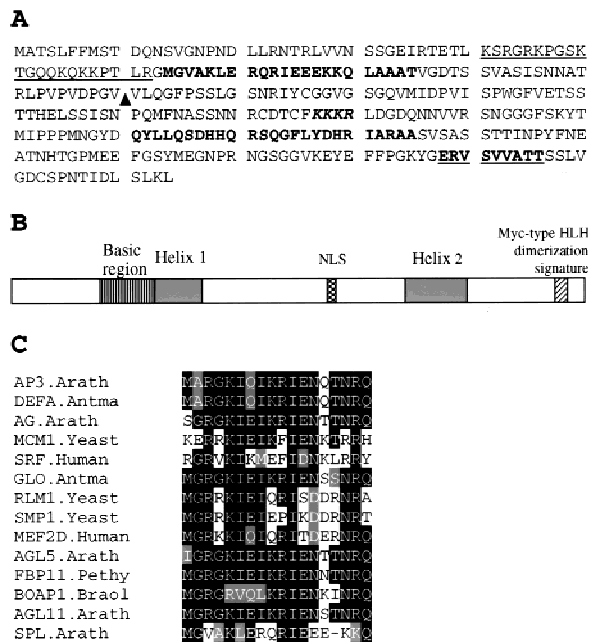 A
MATSLFFMST DQNSVGNPND LLRNTRLVVN SSGEIRTETL KSRGRKPGSK
TGQQKQKKPT LRGMGVAKLE RQRIEEEKKQ LAAATVGDTS SVASISNNAT
RLPVPVDPGV VLQGFPSSLG SNRIYCGGVG SGQVMIDPVI SPWGFVETSS
TTHELSSISN PQMFNASSNN RCDTCFKKKR LDGDQNNVVR SNGGGFSKYT
MIPPPMNGYD QYLLQSDHHQ RSQGFLYDHR IARAASVSAS STTINPYFNE
ATNHTGPMEE FGSYMEGNPR NGSGGVKEYE FFPGKYGERV SVVATTSSLV
GDCSPNTIDL SLKL
B
Basic region
Helix 1
NLS
Helix 2
Myc-type HLH
dimerization
signature
C
AP3.Arath MARGKIQIKRIENQTNRQ
DEFA.Antma MARGKIQIKRIENQTNRQ
AG.Arath SGRGKIEIKRIENTTNRQ
MCM1.Yeast KERRKIEIKFIENKTRRH
SRF.Human RGRVKIKMEFIDNKLRRY
GLO.Antma MGRGKIEIKRIENSSNRQ
RLM1.Yeast MGRRKIEIQRISDDRNRA
SMP1.Yeast MGRRKIEIEPIKDDRNRT
MEF2D.Human MGRKKIQIQRITDERNRQ
AGL5.Arath IGRGKIEIKRIENTTNRQ
FBP11.Pethy MGRGKIEIKRIENNTNRQ
BOAP1.Braol MGRGRVQLKRIENKINRQ
AGL11.Arath MGRGKIEIKRIENSTNRQ
SPL.Arath MGVAKLERQRIEEE-KKQ